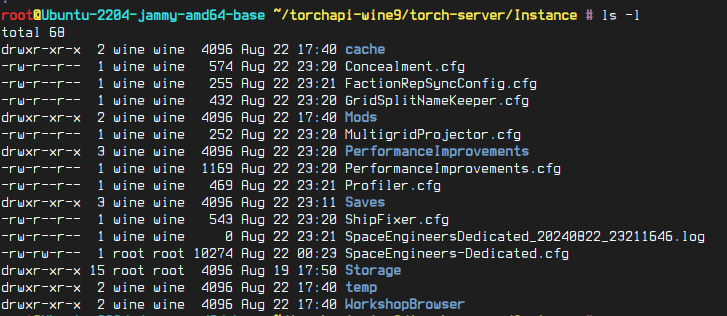 root@Ubuntu-2204-jammy-amd64-base ~/torchapi-wine9/torch-server/Instance # ls -l
total 68
drwxr-xr-x  2 wine wine  4096 Aug 22 17:40 cache
-rw-r--r--  1 wine wine   574 Aug 22 23:20 Concealment.cfg
-rw-r--r--  1 wine wine   255 Aug 22 23:21 FactionRepSyncConfig.cfg
-rw-r--r--  1 wine wine   432 Aug 22 23:20 GridSplitNameKeeper.cfg
drwxr-xr-x  2 wine wine  4096 Aug 22 17:40 Mods
-rw-r--r--  1 wine wine   252 Aug 22 23:20 MultigridProjector.cfg
drwxr-xr-x  3 wine wine  4096 Aug 22 23:20 PerformanceImprovements
-rw-r--r--  1 wine wine  1169 Aug 22 23:20 PerformanceImprovements.cfg
-rw-r--r--  1 wine wine   469 Aug 22 23:21 Profiler.cfg
drwxr-xr-x  3 wine wine  4096 Aug 22 23:11 Saves
-rw-r--r--  1 wine wine   543 Aug 22 23:20 ShipFixer.cfg
-rw-r--r--  1 wine wine     0 Aug 22 23:21 SpaceEngineersDedicated_20240822_23211646.log
-rw-rw-r--  1 root root 10274 Aug 22 00:23 SpaceEngineers-Dedicated.cfg
drwxr-xr-x 15 root root  4096 Aug 19 17:50 Storage
drwxr-xr-x  2 wine wine  4096 Aug 22 17:40 temp
drwxr-xr-x  2 wine wine  4096 Aug 22 17:40 WorkshopBrowser